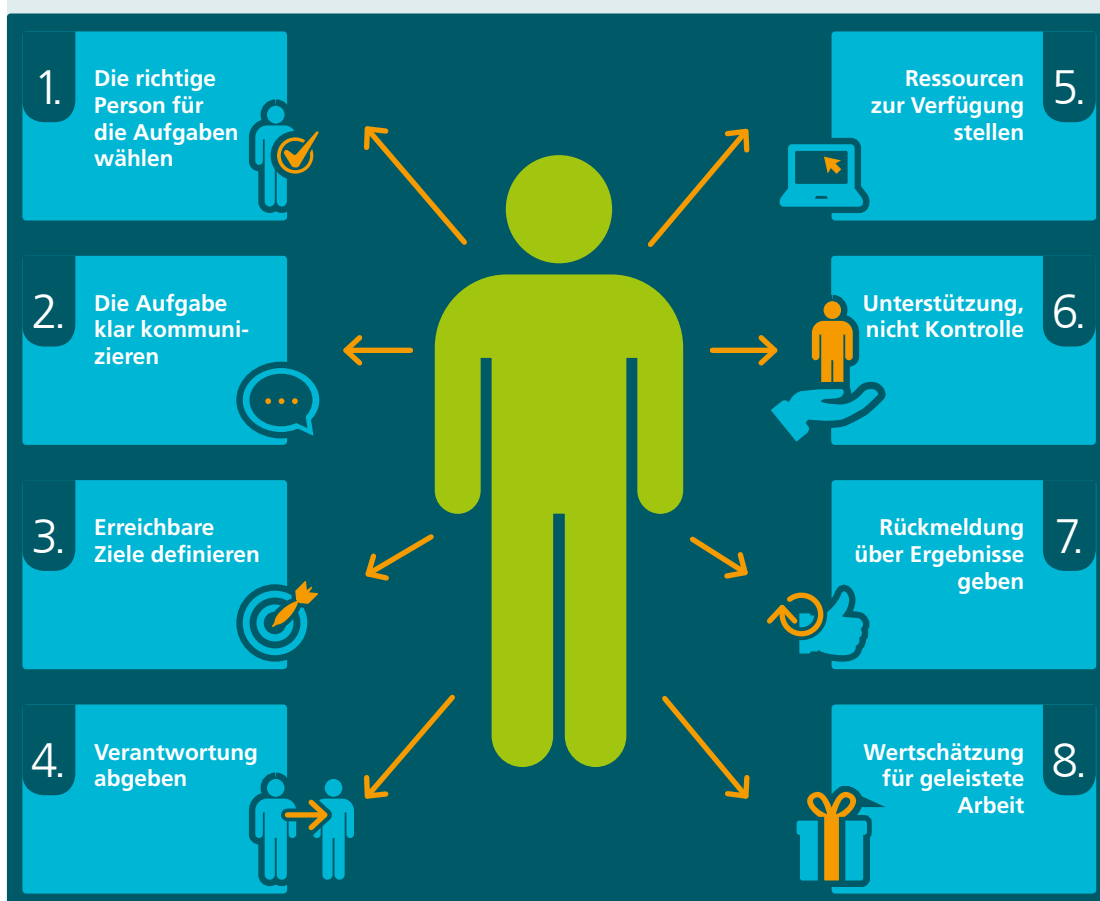 1.
Die richtige
Person für
die Aufgaben
wählen
2.
Die Aufgabe
klar kommuni-
zieren
3.
Erreichbare
Ziele definieren
4.
Verantwortung
abgeben
5.
Ressourcen
zur Verfügung
stellen
6.
Unterstützung,
nicht Kontrolle
7.
Rückmeldung
über Ergebnisse
geben
8.
Wertschätzung
für geleistete
Arbeit